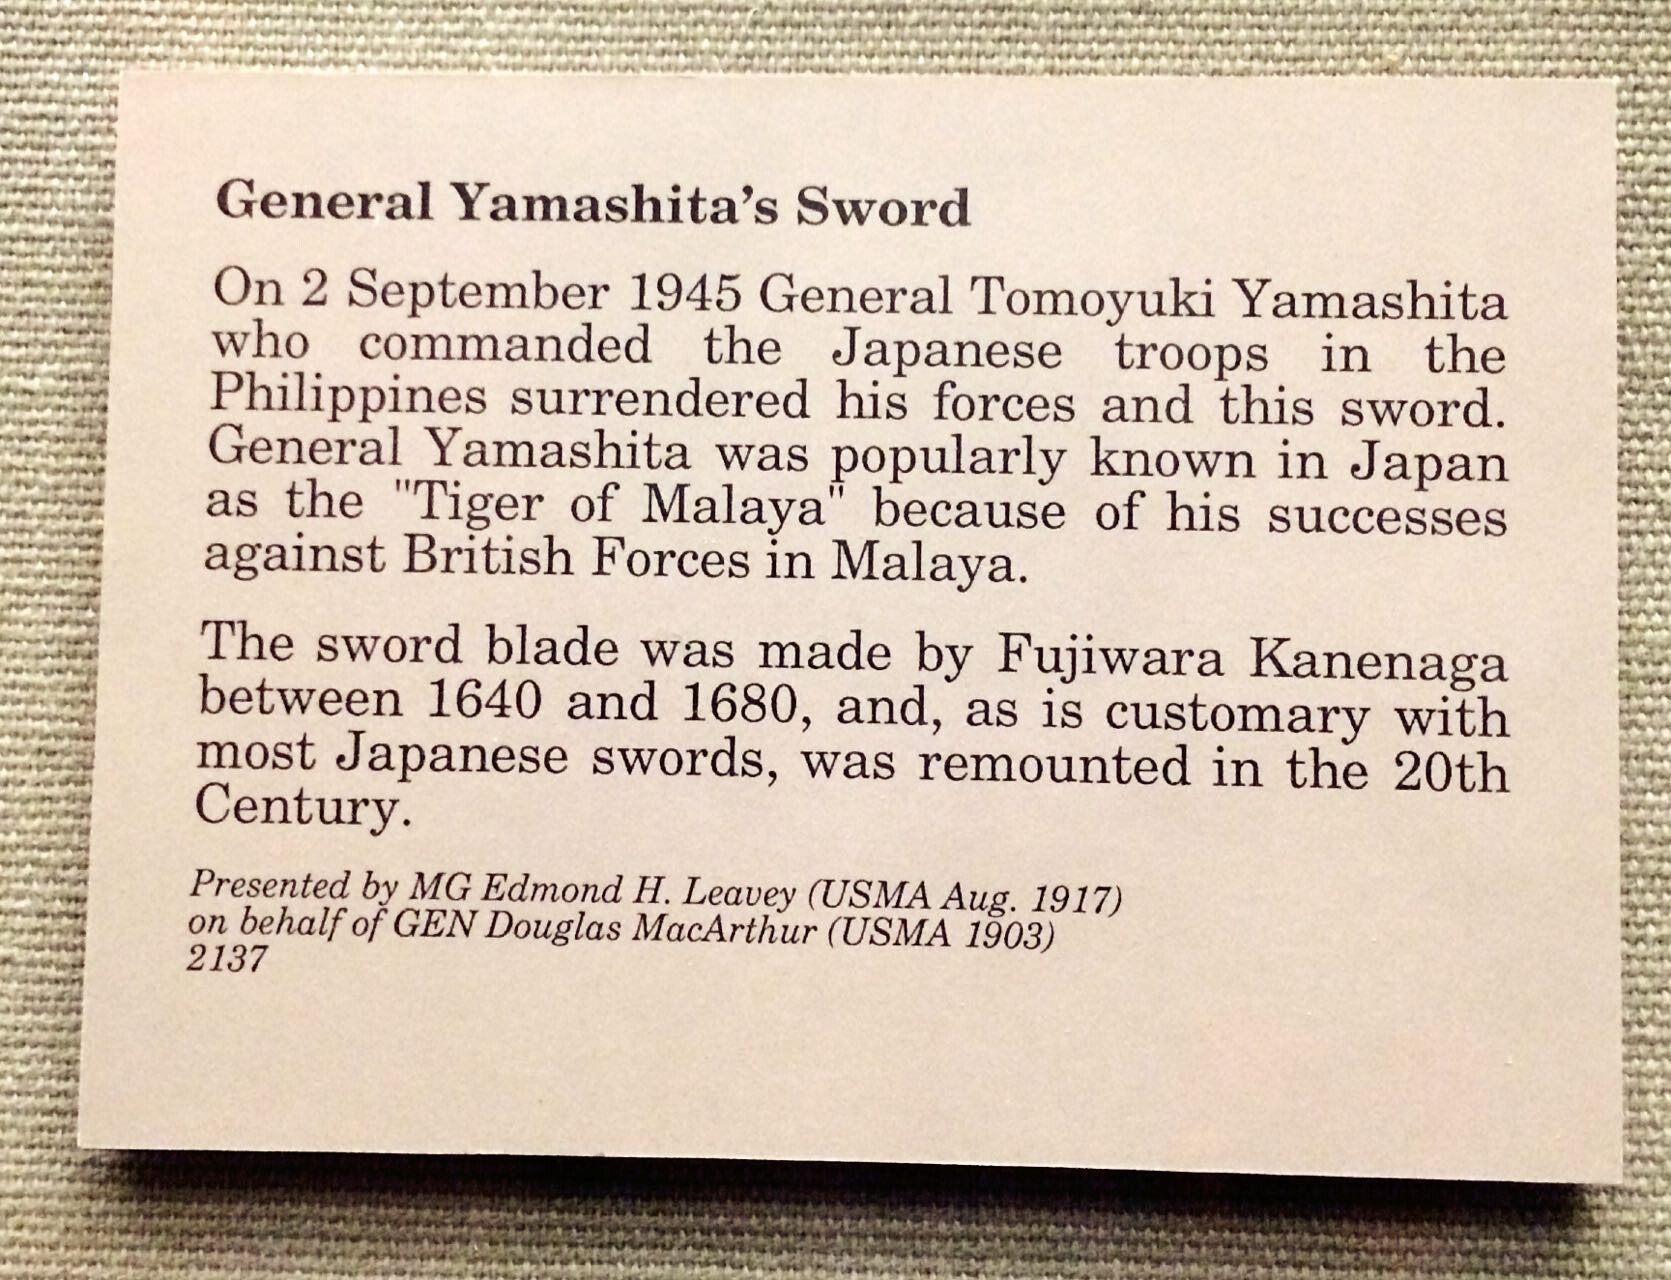 General Yamashita's Sword
On 2 September 1945 General Tomoyuki Yamashita
who commanded the Japanese troops in the
Philippines surrendered his forces and this sword.
General Yamashita was popularly known in Japan
as the "Tiger of Malaya" because of his successes
against British Forces in Malaya.
The sword blade was made by Fujiwara Kanenaga
between 1640 and 1680, and, as is customary with
most Japanese swords, was remounted in the 20th
Century.
Presented by MG Edmond H. Leavey (USMA Aug. 1917)
on behalf of GEN Douglas MacArthur (USMA 1903)
2137